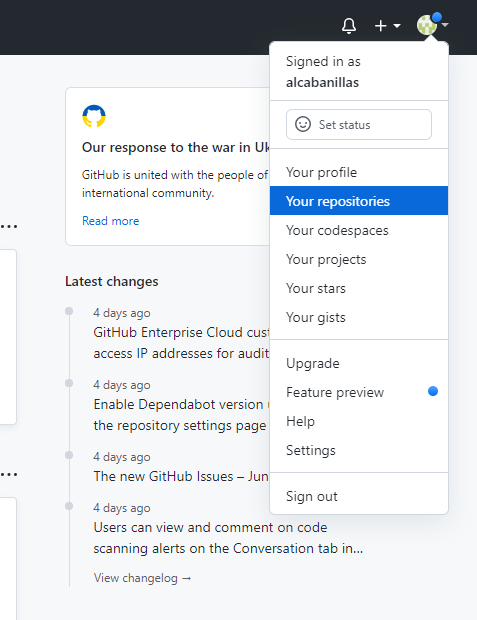 Signed in as
alcabanillas
Set status
Your profile
Your repositories
Your codespaces
Your projects
Your stars
Your gists
Upgrade
Feature preview
Help
Settings
Sign out
Our response to the war in
GitHub is united with the people of
international community.
Read more
Latest changes
4 days ago
GitHub Enterprise Cloud
access IP addresses for audit
4 days ago
Enable Dependabot version
the repository settings page
4 days ago
The new GitHub Issues –
4 days ago
Users can view and comment on code
scanning alerts on the Conversation tab in…
View changelog →